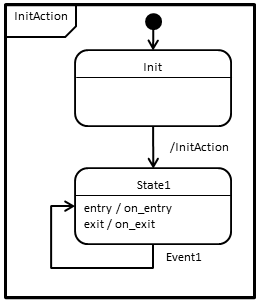 InitAction
Init
/InitAction
State1
entry / on_entry
exit / on_exit
Event1